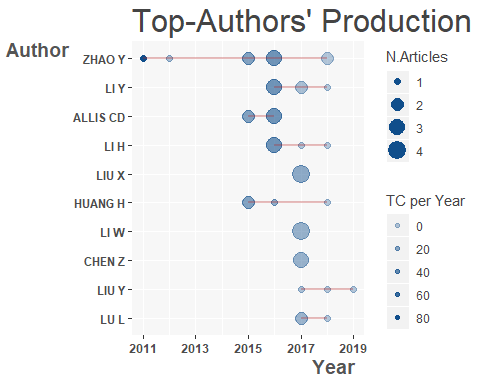 Top-Authors' Production
Author
ZHAO Y
LI Y
ALLIS CD
LI H
LIU X
HUANG H
LI W
CHEN Z
LIU Y
LU L
2011 2013 2015 2017 2019
Year
N.Articles
1
2
3
4
TC per Year
0
20
40
60
80